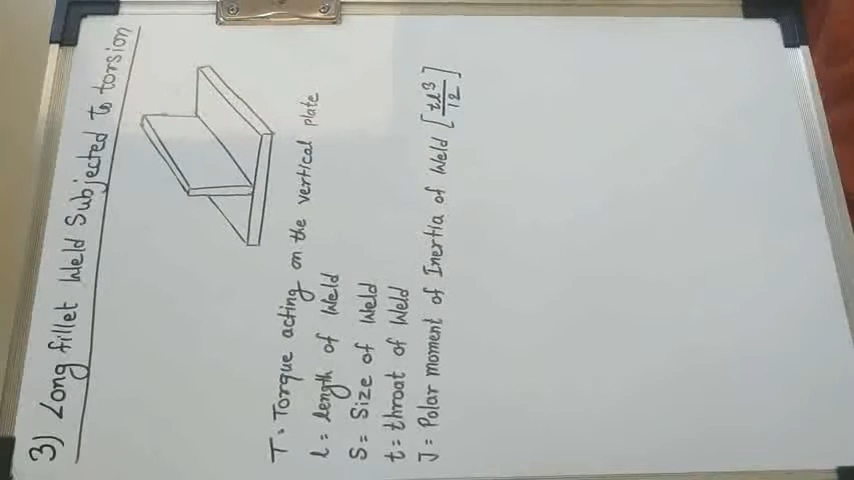 3) Long fillet Weld Subjected to torsion
T = Torque acting on the vertical plate
l = length of Weld
S = Size of Weld
t = throat of Weld
J = Polar moment of Inertia of Weld [tl³/12]